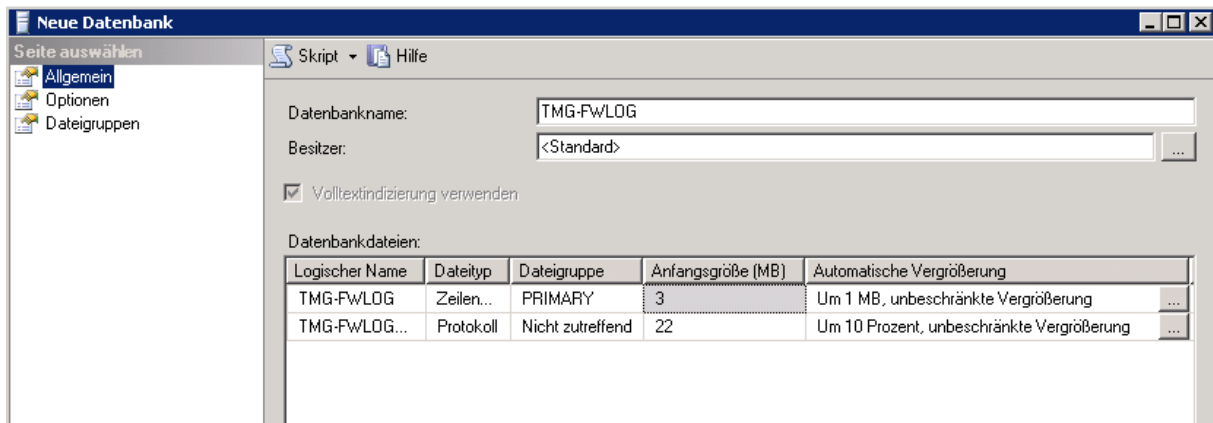 Neue Datenbank
Seite auswählen
Allgemein
Optionen
Dateigruppen
Skript Hilfe
Datenbankname: TMG-FWLOG
Besitzer: <Standard> ...
Volltextindizierung verwenden
Datenbankdateien:
Logischer Name Dateityp Dateigruppe Anfangsgröße (MB) Automatische Vergrößerung
TMG-FWLOG Zeilen... PRIMARY 3 Um 1 MB, unbeschränkte Vergrößerung ...
TMG-FWLOG... Protokoll Nicht zutreffend 22 Um 10 Prozent, unbeschränkte Vergrößerung ...